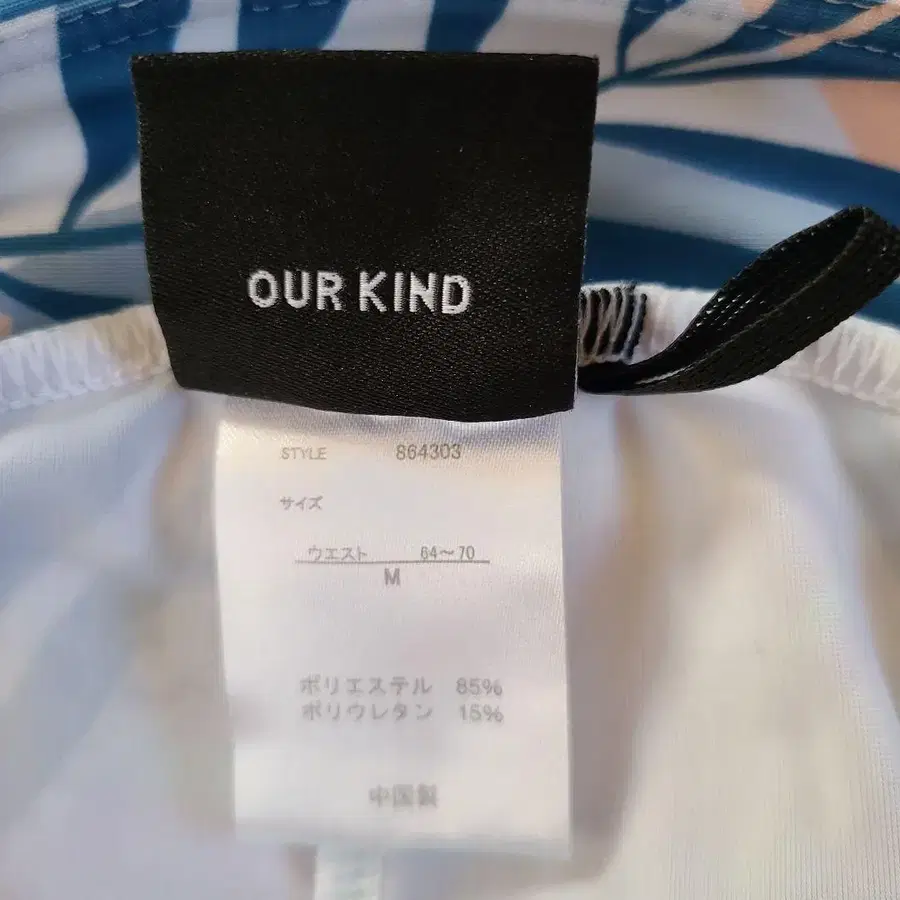 OUR KIND
STYLE 864303
サイズ
ウエスト 64～70
M
ポリエステル 85%
ポリウレタン 15%
中国製